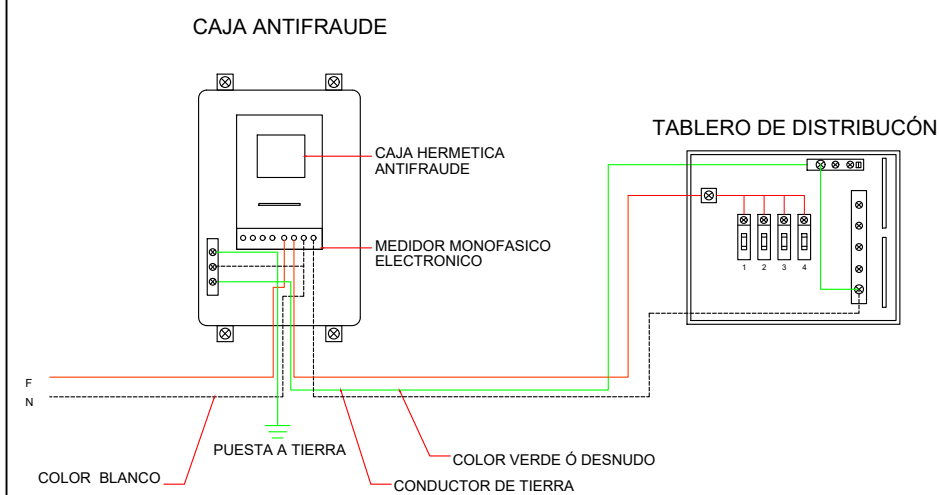 CAJA ANTIFRAUDE
TABLERO DE DISTRIBUCÓN
CAJA HERMETICA
ANTIFRAUDE
MEDIDOR MONOFASICO
ELECTRONICO
1 2 3 4
F
N
PUESTA A TIERRA
COLOR VERDE Ó DESNUDO
COLOR BLANCO
CONDUCTOR DE TIERRA